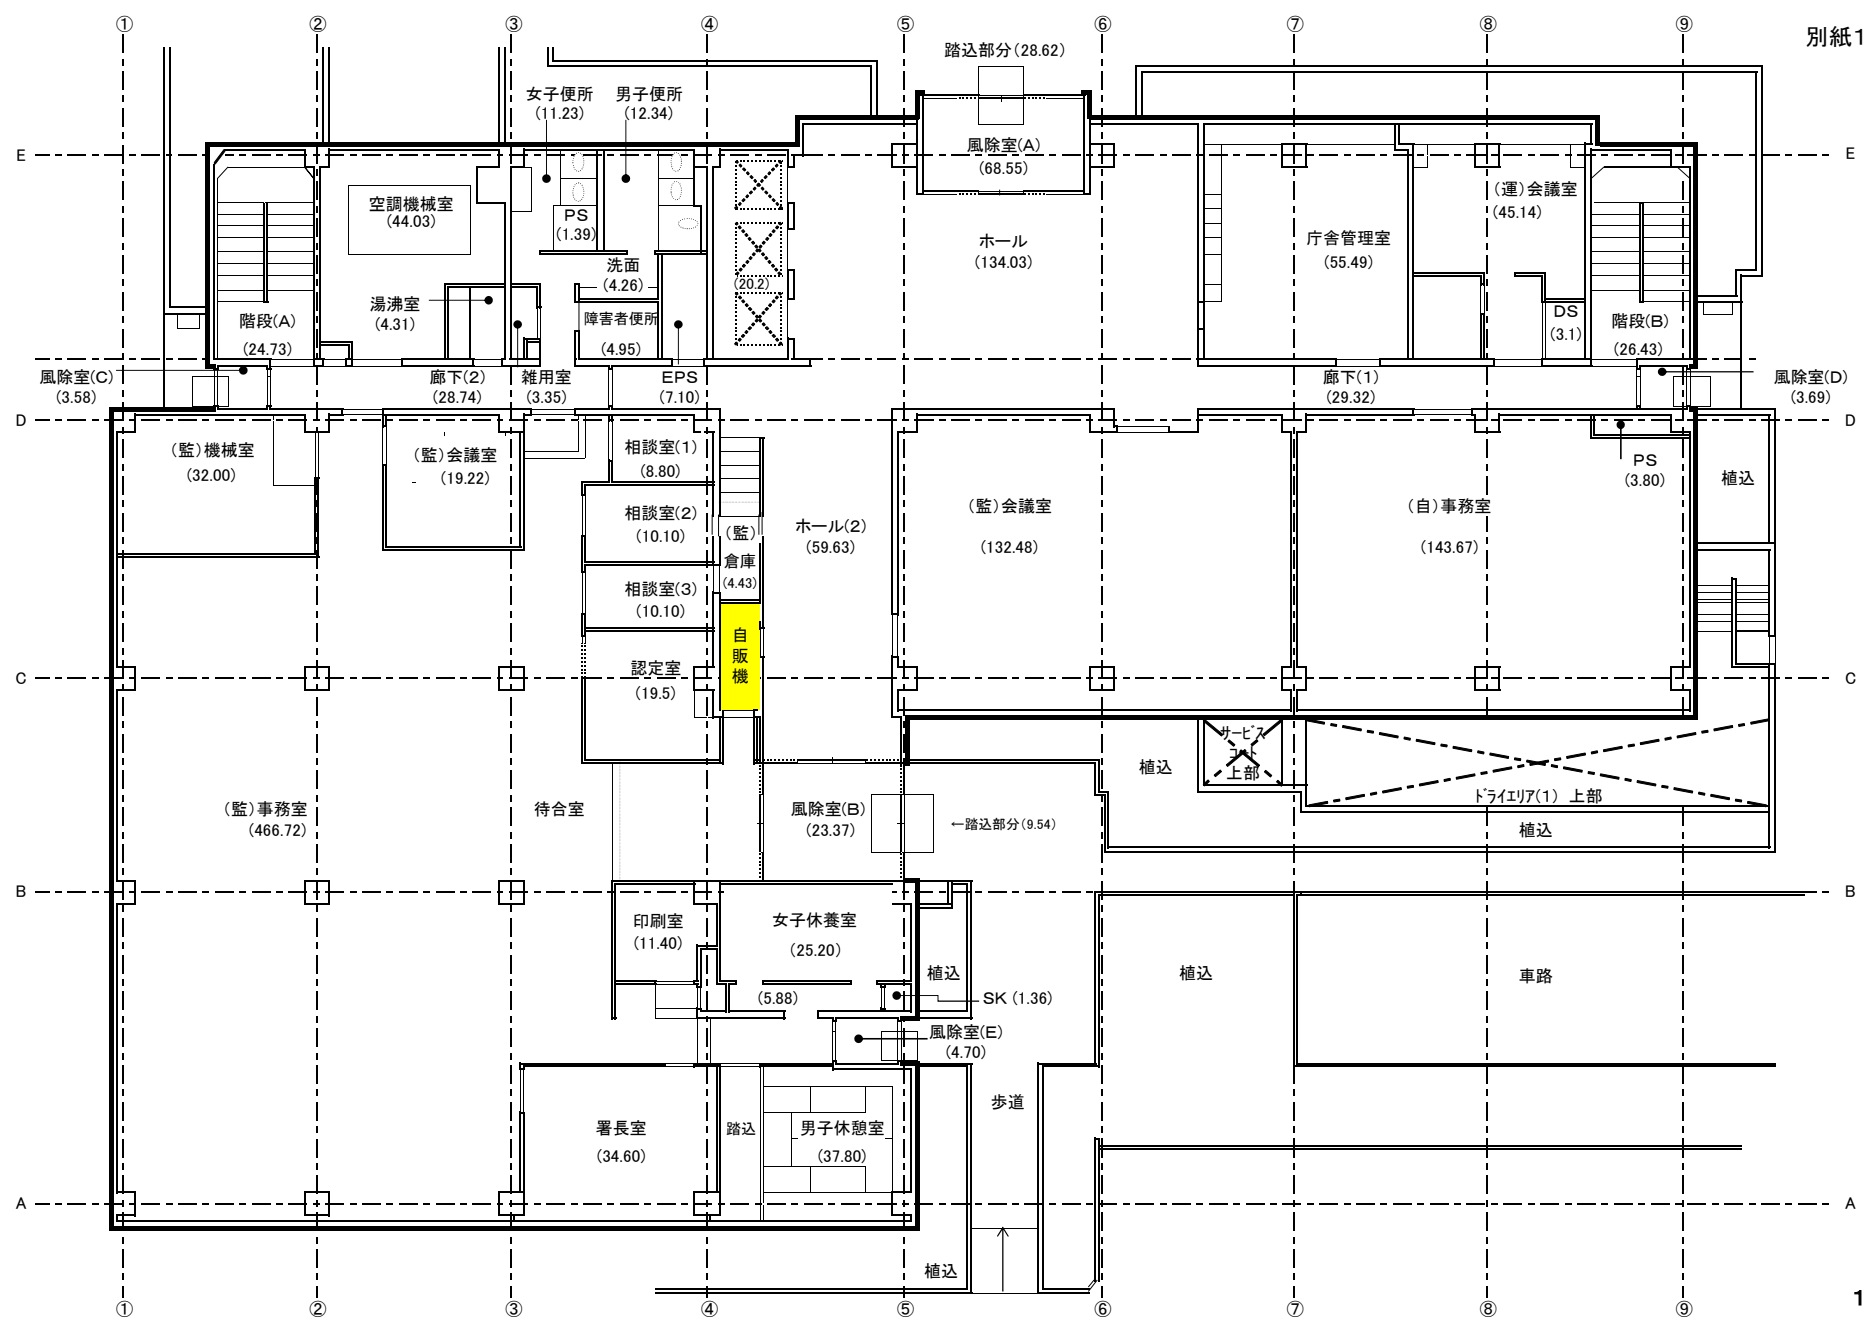 ① ② ③ ④ ⑤ ⑥ ⑦ ⑧ ⑨
別紙1
踏込部分(28.62)
女子便所
(11.23)
男子便所
(12.34)
E
E
風除室(A)
(68.55)
空調機械室
(44.03)
PS
(1.39)
(運)会議室
(45.14)
ホール
(134.03)
庁舎管理室
(55.49)
洗面
(4.26)
(20.2)
湯沸室
(4.31)
階段(A)
(24.73)
障害者便所
(4.95)
DS
(3.1)
階段(B)
(26.43)
風除室(C)
(3.58)
廊下(2)
(28.74)
雑用室
(3.35)
EPS
(7.10)
廊下(1)
(29.32)
風除室(D)
(3.69)
D
D
(監)機械室
(32.00)
(監)会議室
(19.22)
相談室(1)
(8.80)
PS
(3.80)
植込
相談室(2)
(10.10)
(監)
倉庫
(4.43)
ホール(2)
(59.63)
(監)会議室
(132.48)
(自)事務室
(143.67)
相談室(3)
(10.10)
自
販
機
認定室
(19.5)
C
C
サービス
上部
植込
ドライエリア(1) 上部
植込
(監)事務室
(466.72)
待合室
風除室(B)
(23.37)
←踏込部分(9.54)
B
B
印刷室
(11.40)
女子休養室
(25.20)
植込
植込
車路
(5.88)
SK (1.36)
風除室(E)
(4.70)
歩道
署長室
(34.60)
踏込
男子休憩室
(37.80)
A
A
植込
① ② ③ ④ ⑤ ⑥ ⑦ ⑧ ⑨
1